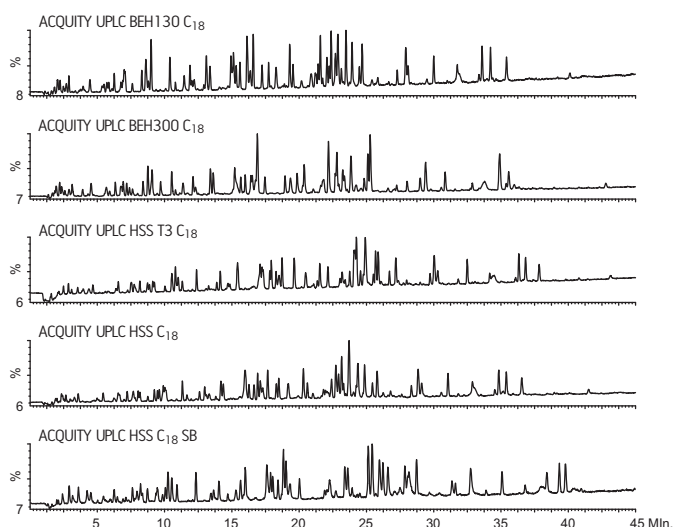 ACQUITY UPLC BEH130 C18
%
8
ACQUITY UPLC BEH300 C18
%
7
ACQUITY UPLC HSS T3 C18
%
6
ACQUITY UPLC HSS C18
%
6
ACQUITY UPLC HSS C18 SB
%
7
5 10 15 20 25 30 35 40 45 MIn.